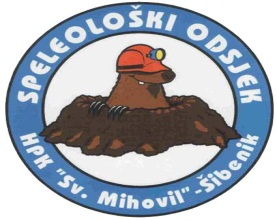 SPELEOLOŠKI ODSJEK
HPK "Sv. Mihovil"-Šibenik